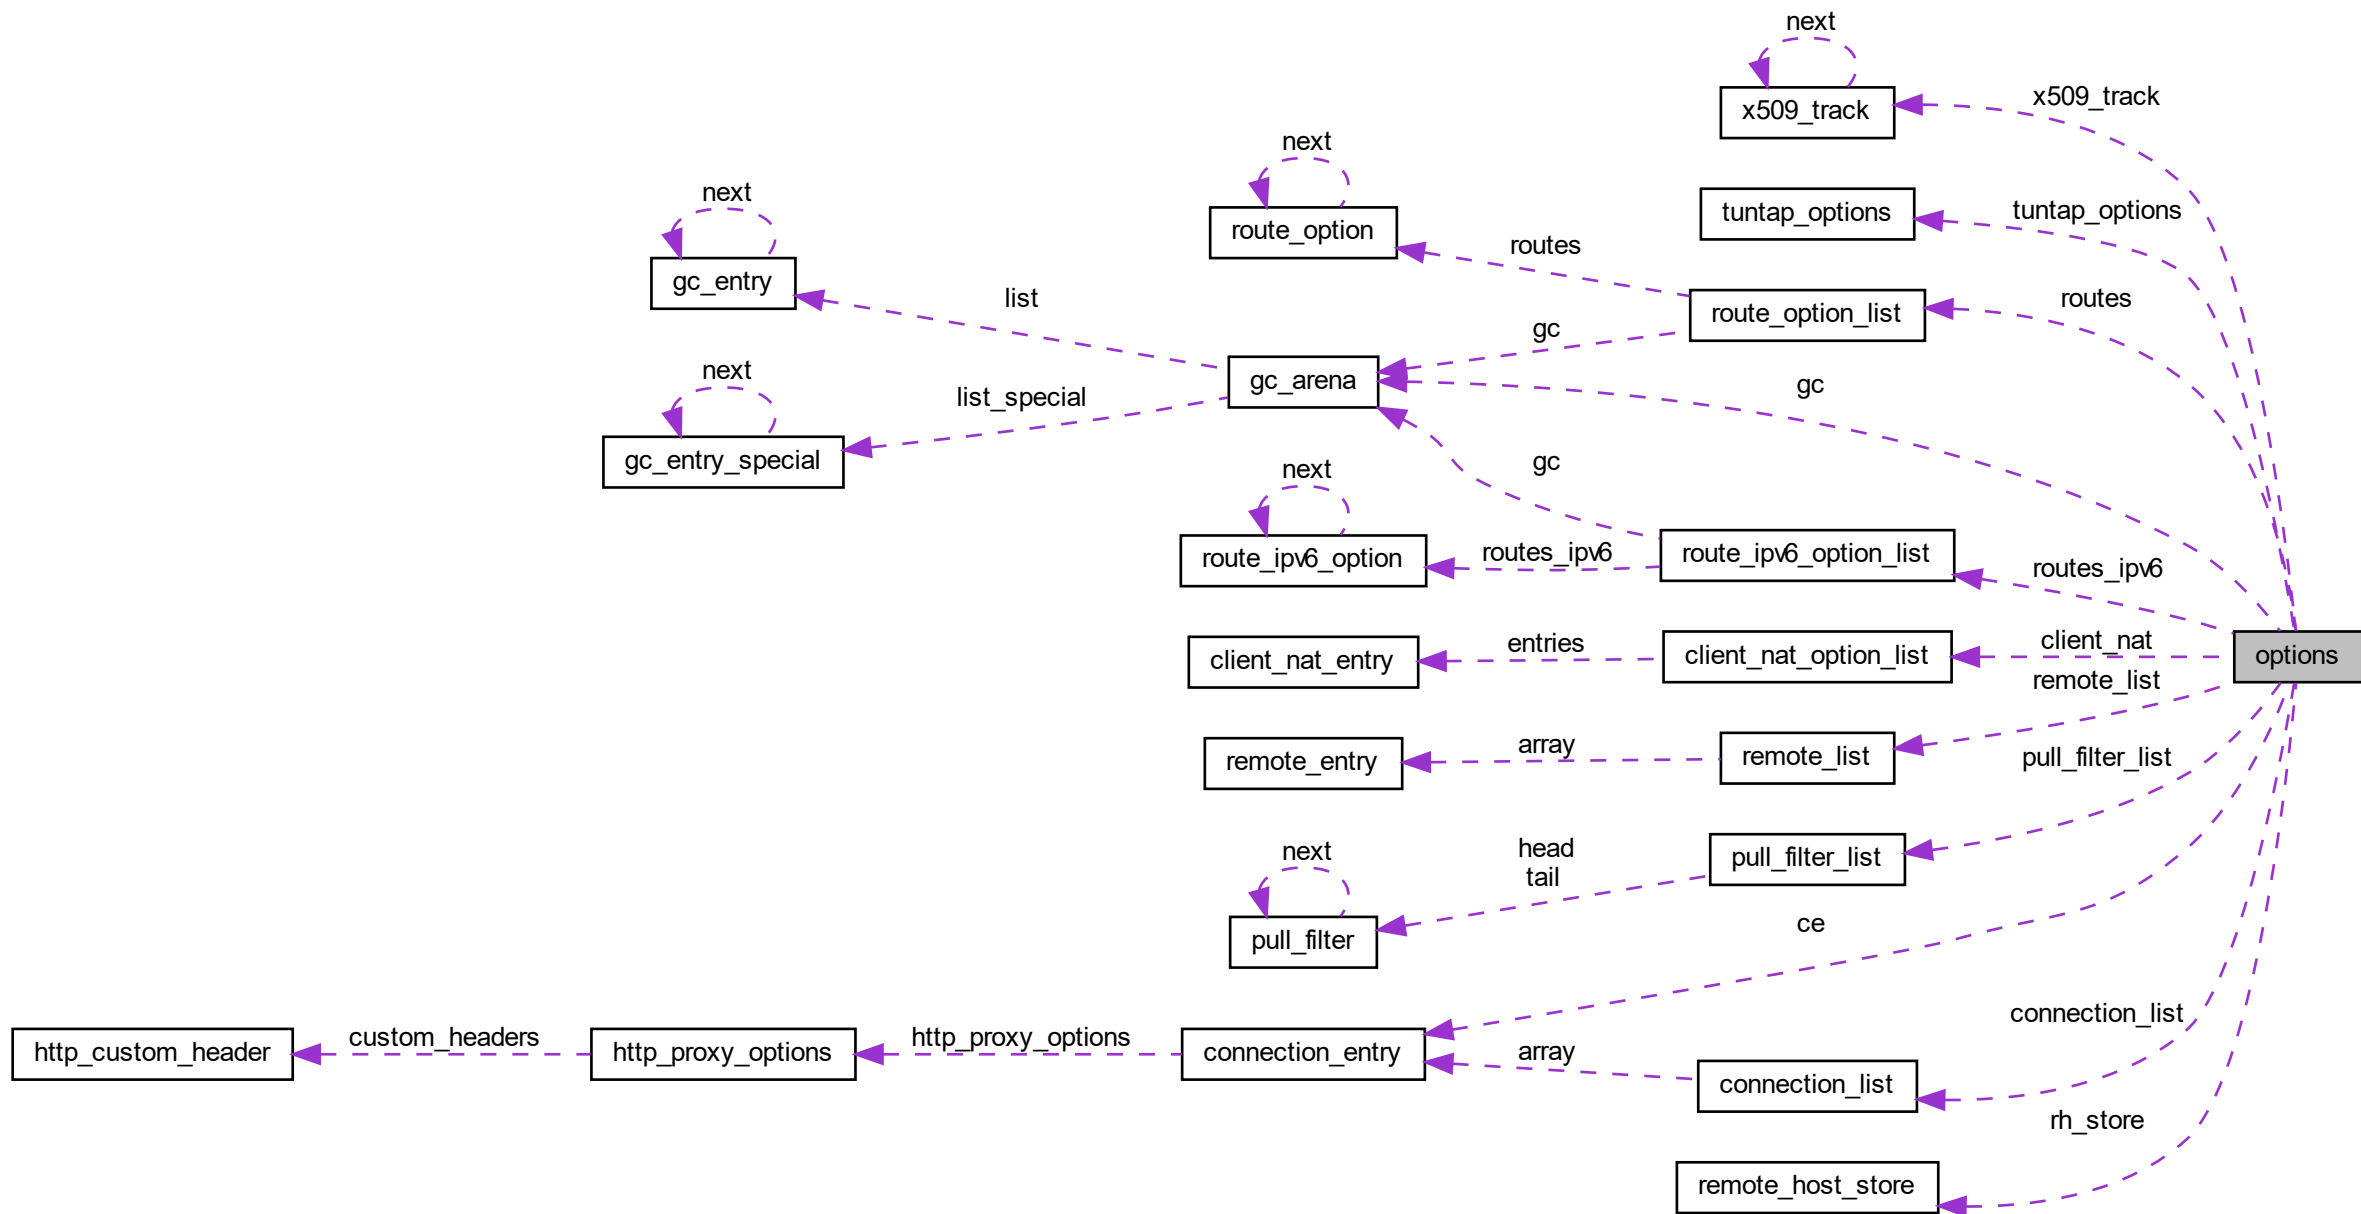 next
x509_track
x509_track
next
route_option
next
gc_entry
tuntap_options
tuntap_options
routes
route_option_list
routes
list
gc
gc_arena
gc
next
gc_entry_special
list_special
gc
next
route_ipv6_option
routes_ipv6
route_ipv6_option_list
routes_ipv6
client_nat_entry
entries
client_nat_option_list
client_nat
options
remote_list
remote_entry
array
remote_list
pull_filter_list
next
head
tail
pull_filter_list
pull_filter
ce
http_custom_header
custom_headers
http_proxy_options
http_proxy_options
connection_entry
array
connection_list
connection_list
rh_store
remote_host_store